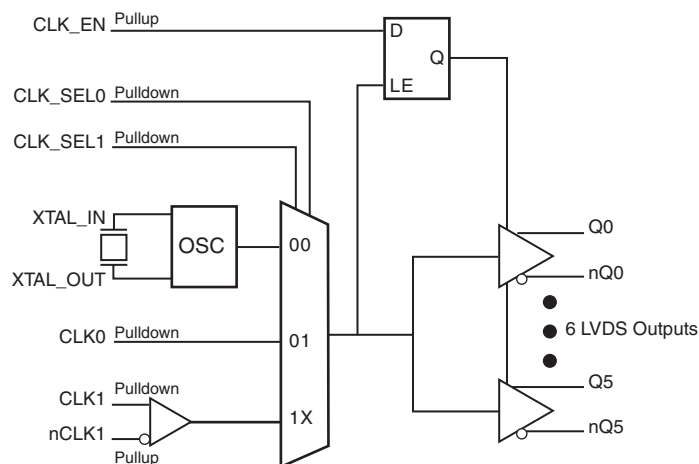 CLK_EN Pullup
D
Q
LE
CLK_SEL0 Pulldown
CLK_SEL1 Pulldown
XTAL_IN
OSC
XTAL_OUT
00
Q0
nQ0
6 LVDS Outputs
CLK0 Pulldown
01
CLK1 Pulldown
nCLK1
Pullup
1X
Q5
nQ5